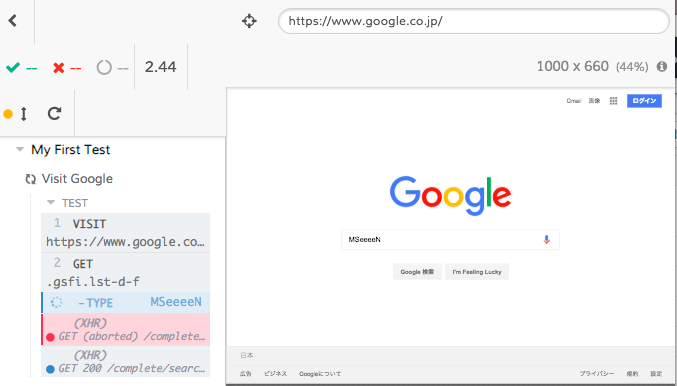 https://www.google.co.jp/
-- -- -- 2.44
1000 x 660 (44%)
My First Test
Visit Google
TEST
1 VISIT
https://www.google.co…
2 GET
.gsfi.lst-d-f
-TYPE MSeeeeN
(XHR)
GET (aborted) /complete…
(XHR)
GET 200 /complete/searc…
Gmail 画像 ログイン
Google
MSeeeeN
Google 検索 I'm Feeling Lucky
日本
広告 ビジネス Googleについて プライバシー 規約 設定